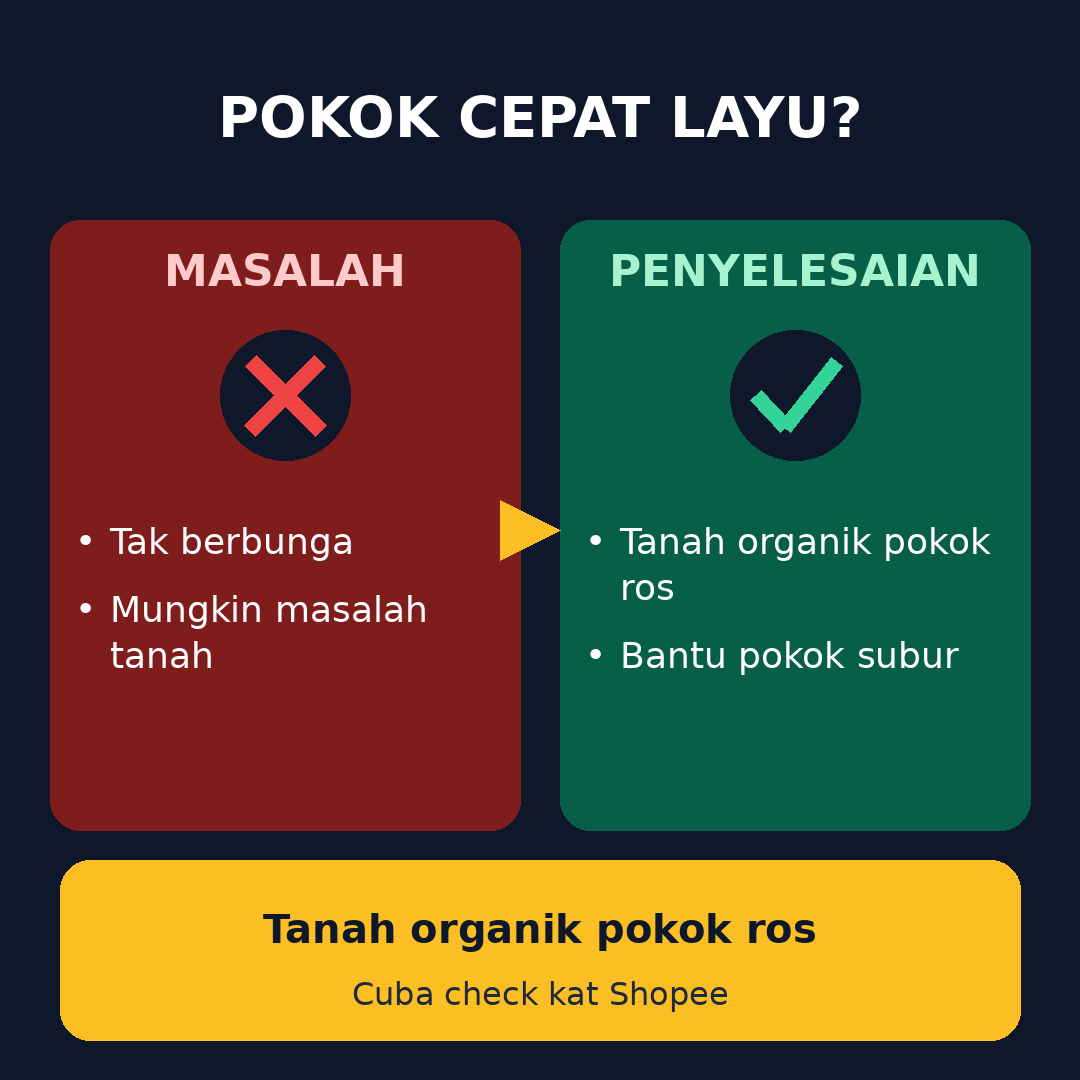 POKOK CEPAT LAYU?
MASALAH
• Tak berbunga
• Mungkin masalah
tanah
PENYELESAIAN
• Tanah organik pokok
ros
• Bantu pokok subur
Tanah organik pokok ros
Cuba check kat Shopee